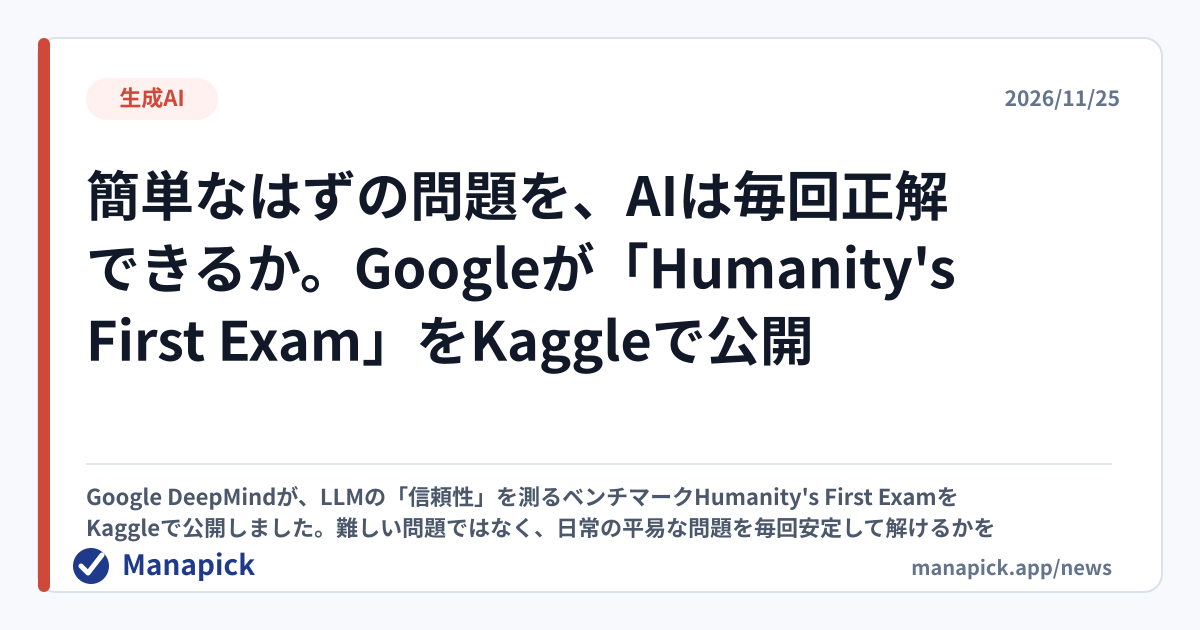 生成AI
2026/11/25
簡単なはずの問題を、AIは毎回正解
できるか。Googleが「Humanity's
First Exam」をKaggleで公開
Google DeepMindが、LLMの「信頼性」を測るベンチマークHumanity's First Examを
Kaggleで公開しました。難しい問題ではなく、日常の平易な問題を毎回安定して解けるかを
Manapick
manapick.app/news